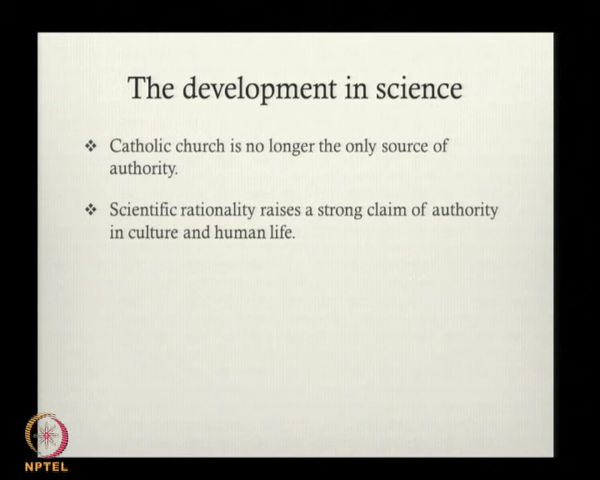 The development in science
❖ Catholic church is no longer the only source of
authority.
❖ Scientific rationality raises a strong claim of authority
in culture and human life.
NPTEL